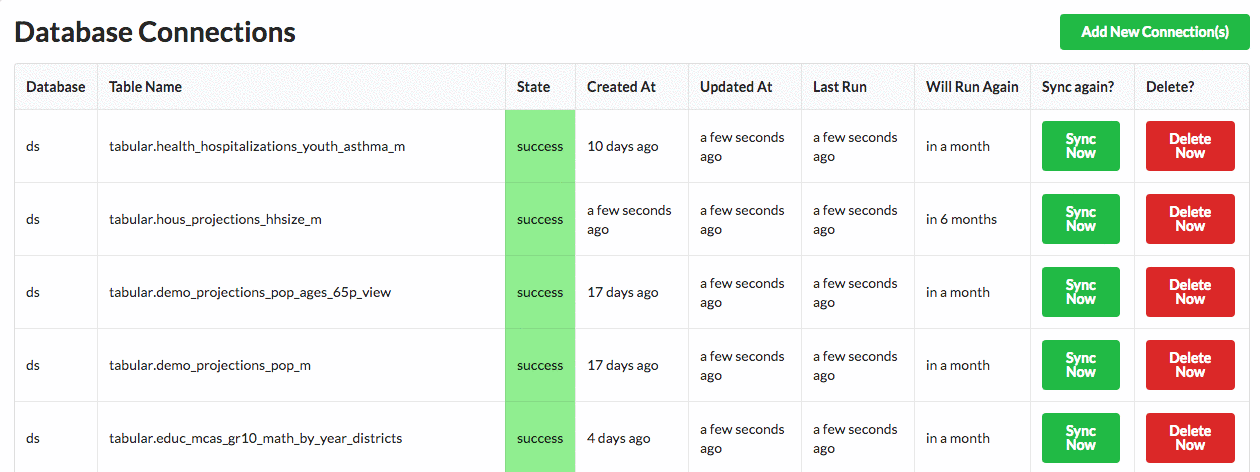 Database Connections
Add New Connection(s)
Database Table Name State Created At Updated At Last Run Will Run Again Sync again? Delete?
ds tabular.health_hospitalizations_youth_asthma_m success 10 days ago a few seconds ago a few seconds ago in a month Sync Now Delete Now
ds tabular.hous_projections_hhsize_m success a few seconds ago a few seconds ago a few seconds ago in 6 months Sync Now Delete Now
ds tabular.demo_projections_pop_ages_65p_view success 17 days ago a few seconds ago a few seconds ago in a month Sync Now Delete Now
ds tabular.demo_projections_pop_m success 17 days ago a few seconds ago a few seconds ago in a month Sync Now Delete Now
ds tabular.educ_mcas_gr10_math_by_year_districts success 4 days ago a few seconds ago a few seconds ago in a month Sync Now Delete Now